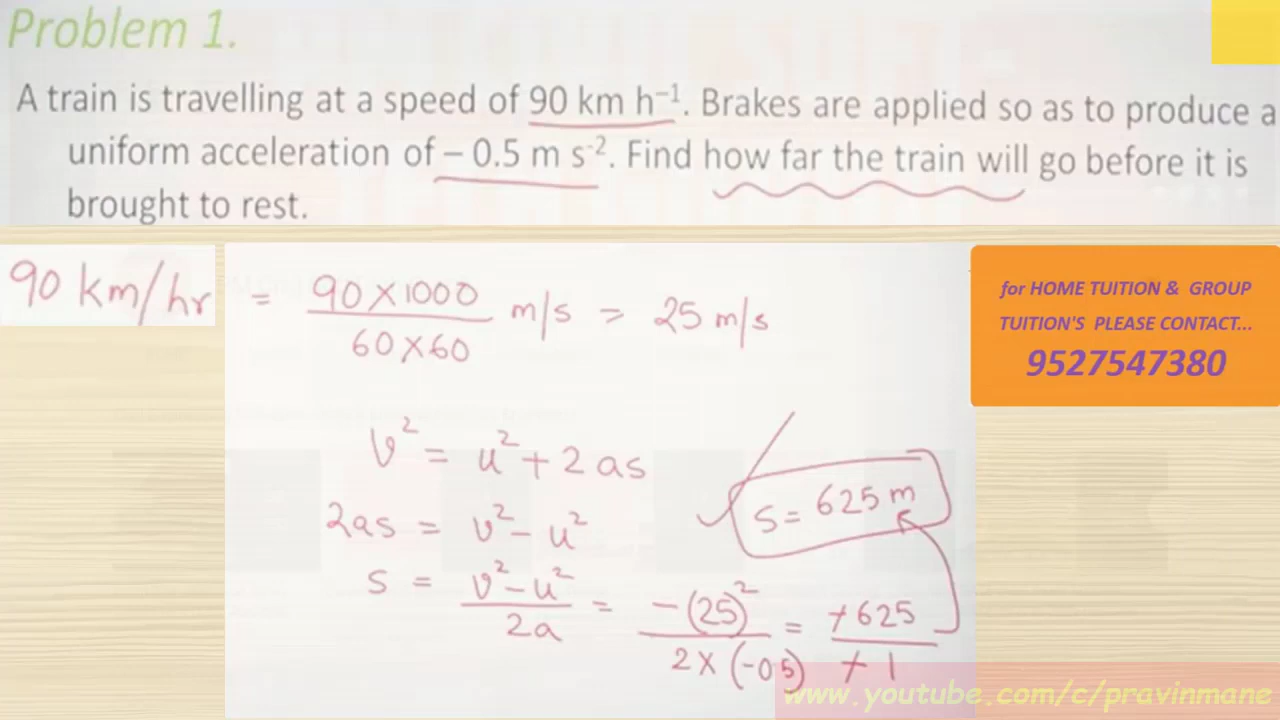 Problem 1.
A train is travelling at a speed of 90 km h⁻¹. Brakes are applied so as to produce a
uniform acceleration of – 0.5 m s⁻². Find how far the train will go before it is
brought to rest.
90 km/hr = 90×1000 / 60×60 m/s = 25 m/s
for HOME TUITION & GROUP
TUITION'S PLEASE CONTACT...
9527547380
v² = u² + 2as
2as = v² – u²
s = 625 m
s = v² – u² / 2a = –(25)² / 2×(-0.5) = +625 / +1
www.youtube.com/c/pravinmane